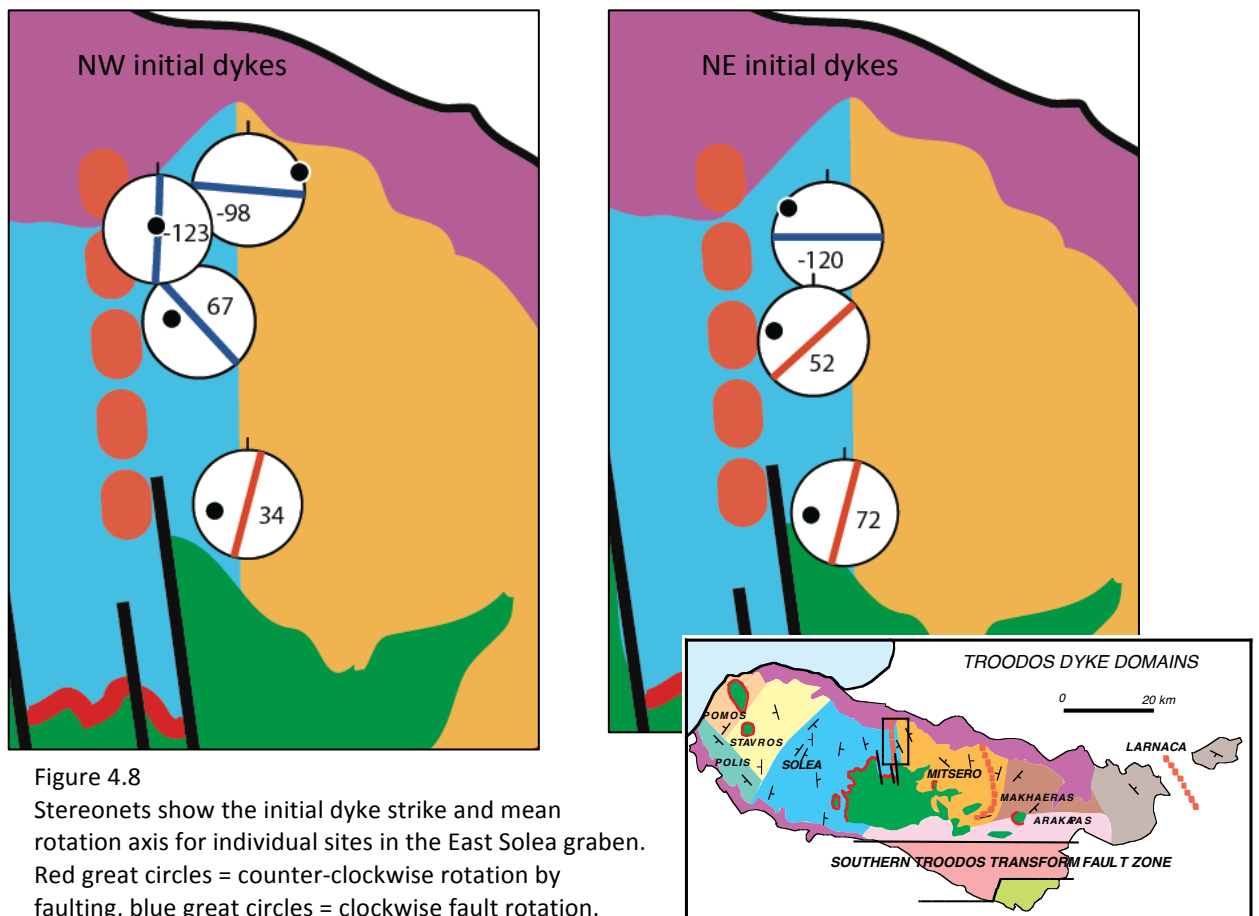 NW initial dykes
-98
-123
67
34
NE initial dykes
-120
52
72
TROODOS DYKE DOMAINS
0 20 km
POMOS
STAVROS
POLIS
SOLEA
MITSERO
LARNACA
MAKHAERAS
ARAKAPAS
SOUTHERN TROODOS TRANSFORM FAULT ZONE
Figure 4.8
Stereonets show the initial dyke strike and mean
rotation axis for individual sites in the East Solea graben.
Red great circles = counter-clockwise rotation by
faulting, blue great circles = clockwise fault rotation.